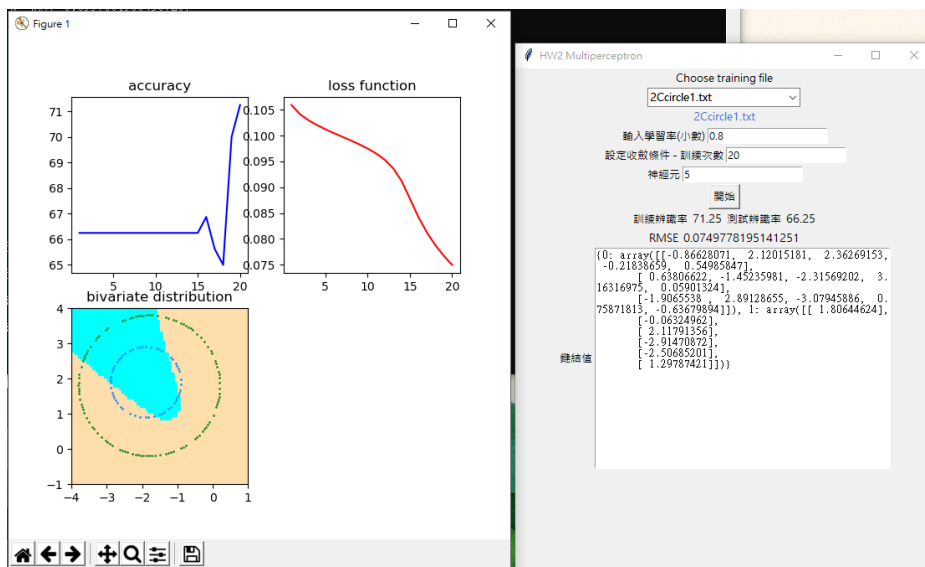 Figure 1
accuracy
71
70
69
68
67
66
65
5
10
15
20
loss function
0.105
0.100
0.095
0.090
0.085
0.080
0.075
5
10
15
20
bivariate distribution
4
3
2
1
0
−1
−4
−3
−2
−1
0
1
HW2 Multiperceptron
Choose training file
2Ccircle1.txt
2Ccircle1.txt
輸入學習率(小數) 0.8
設定收斂條件 - 訓練次數 20
神經元 5
開始
訓練辨識率 71.25 測試辨識率 66.25
RMSE 0.0749778195141251
鍵結值
{0: array([[-0.86628071, 2.12015181, 2.36269153,
-0.21838659, 0.54985847],
[ 0.63806622, -1.45235981, -2.31569202, 3.
16316975, 0.05901324],
[-1.9065538 , 2.89128655, -3.07945886, 0.
75871813, -0.63679894]]), 1: array([[ 1.80644624],
[-0.06324962],
[ 2.11791356],
[-2.91470872],
[-2.50685201],
[ 1.29787421]])}